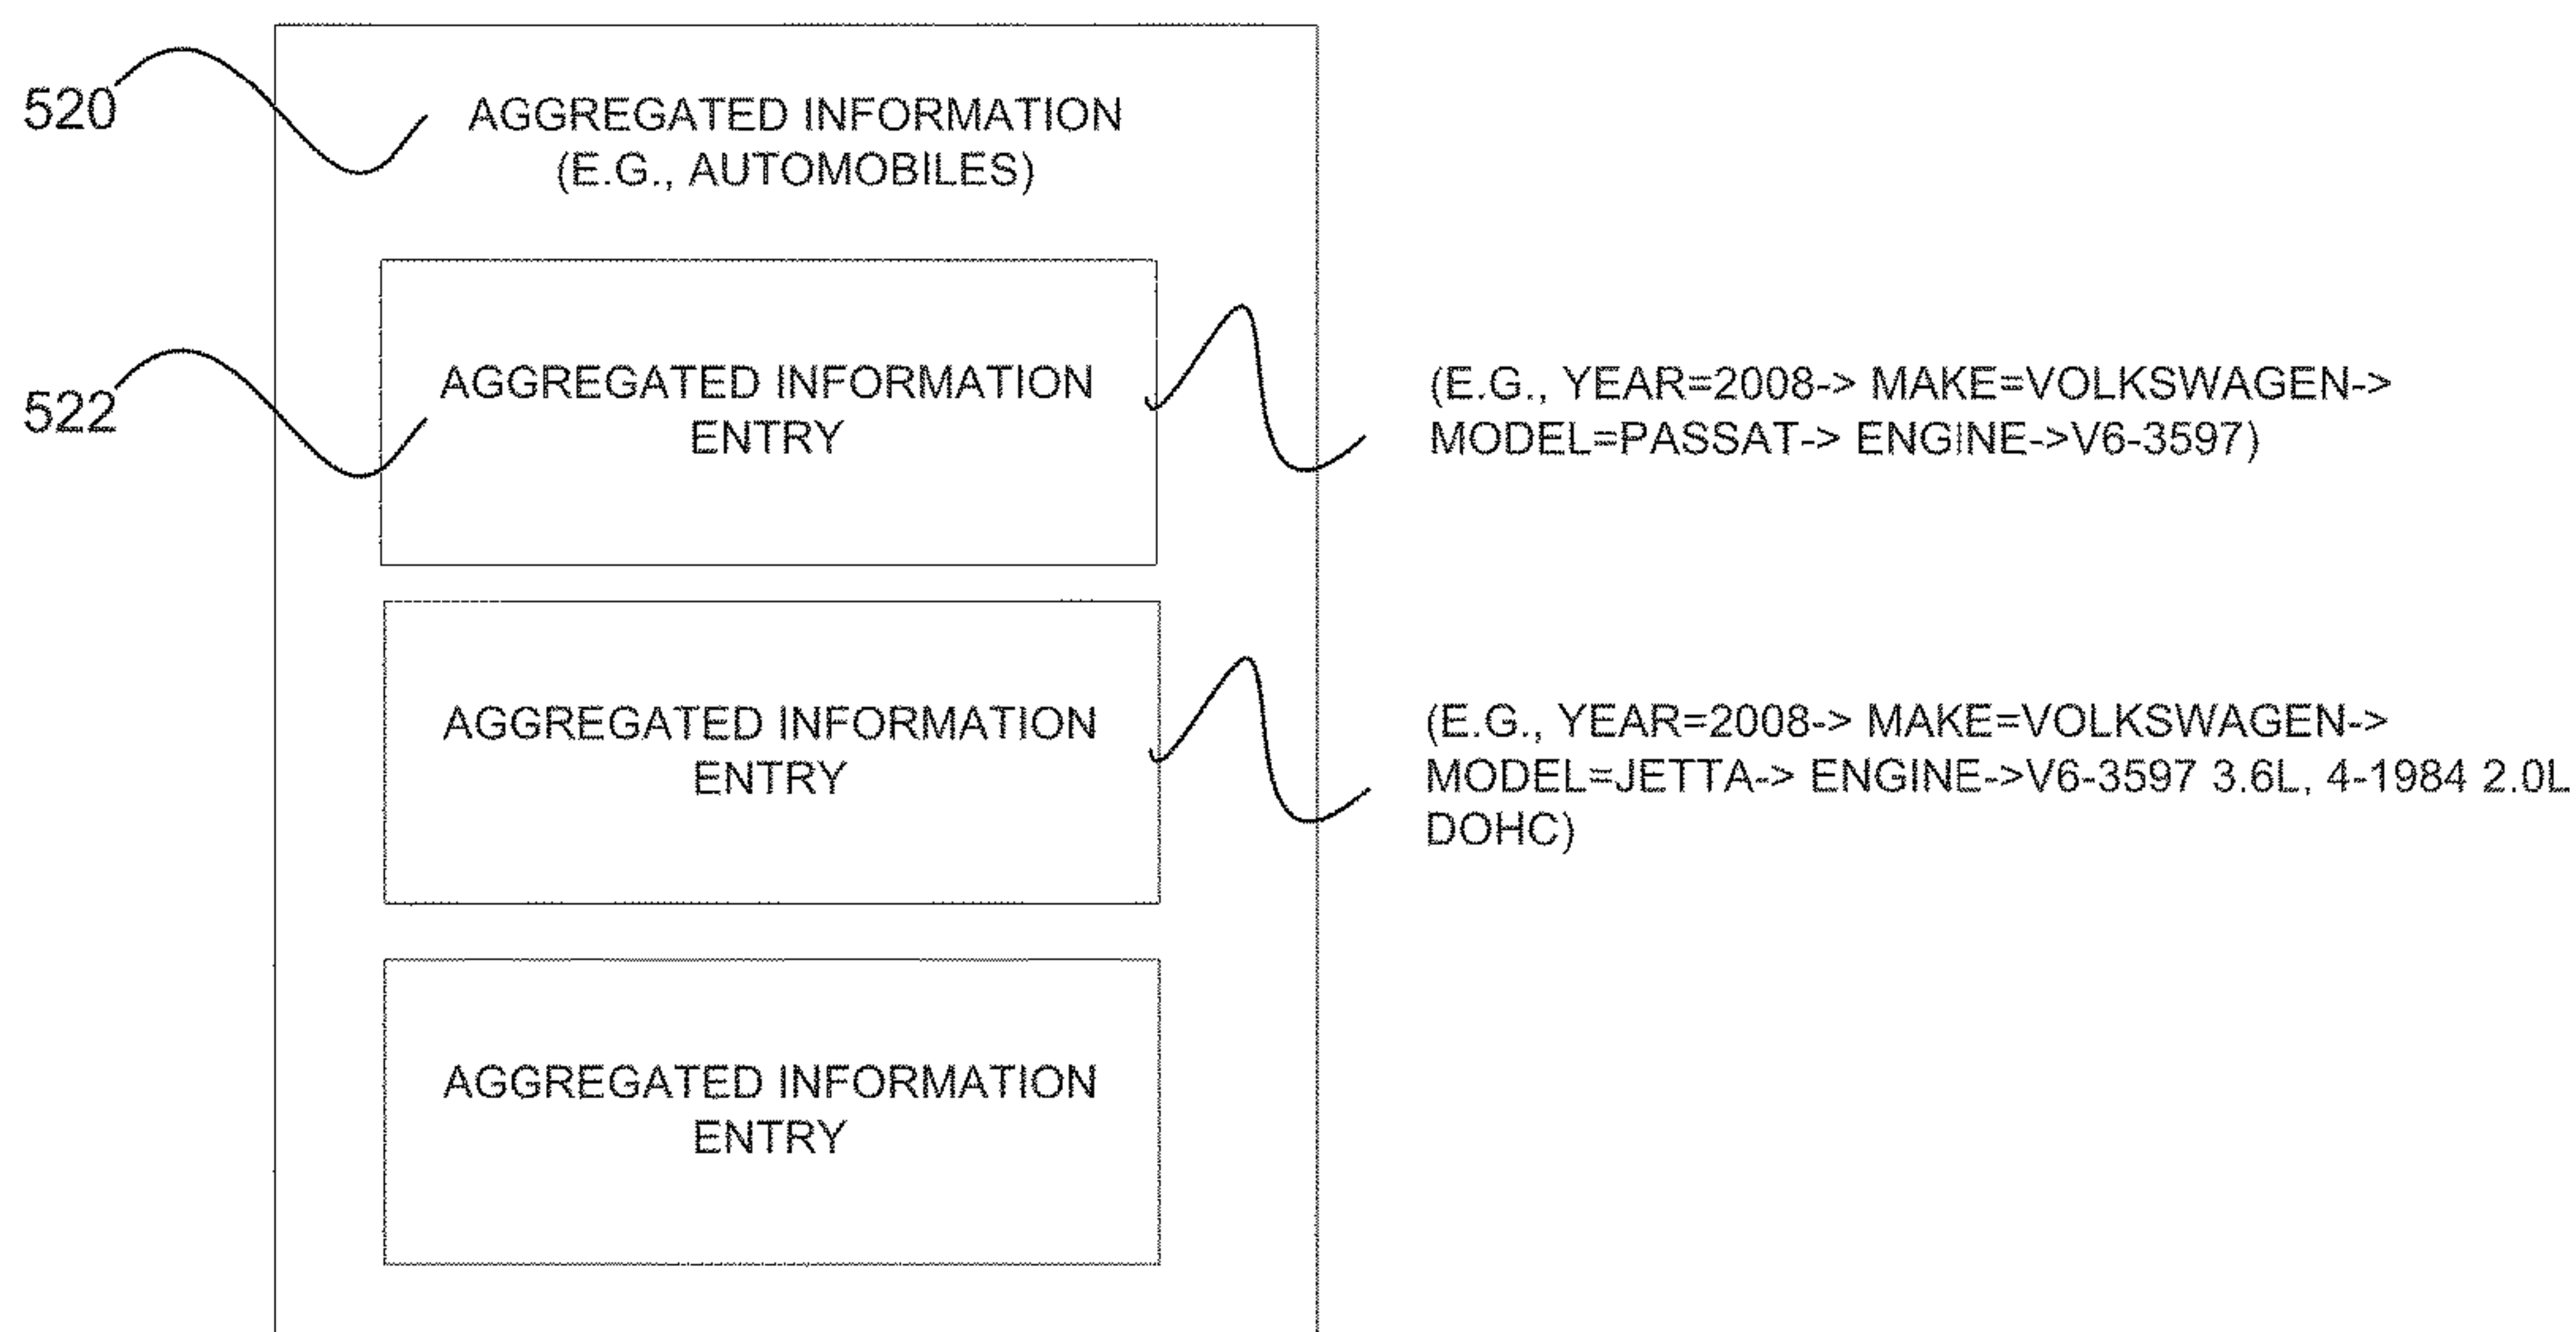 520
AGGREGATED INFORMATION
(E.G., AUTOMOBILES)
522
AGGREGATED INFORMATION
ENTRY
(E.G., YEAR=2008-> MAKE=VOLKSWAGEN->
MODEL=PASSAT-> ENGINE->V6-3597)
AGGREGATED INFORMATION
ENTRY
(E.G., YEAR=2008-> MAKE=VOLKSWAGEN->
MODEL=JETTA-> ENGINE->V6-3597 3.6L, 4-1984 2.0L
DOHC)
AGGREGATED INFORMATION
ENTRY